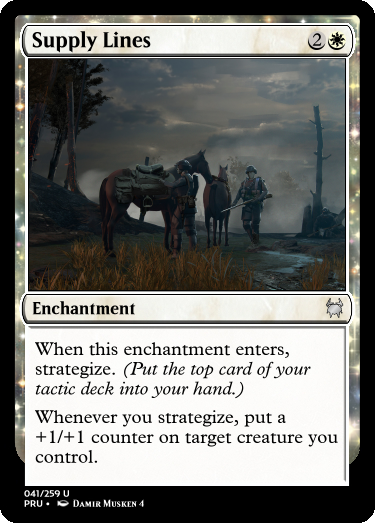 Supply Lines 2
Enchantment
When this enchantment enters,
strategize. (Put the top card of your
tactic deck into your hand.)
Whenever you strategize, put a
+1/+1 counter on target creature you
control.
041/259 U
PRU • Damir Musken 4